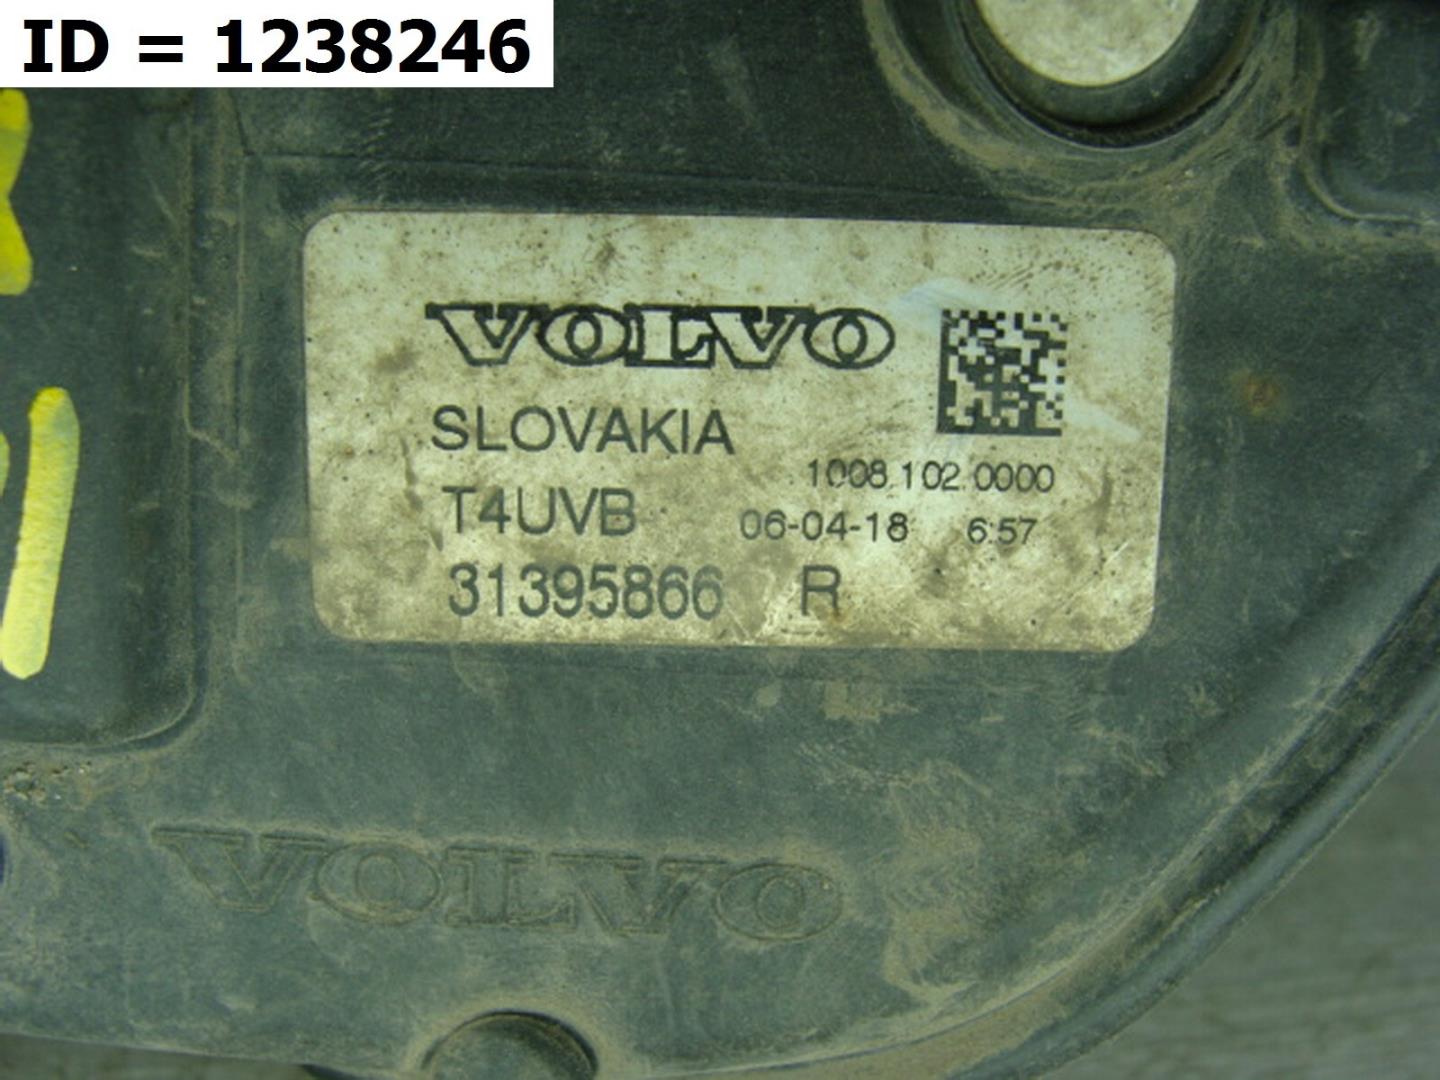 ID = 1238246
VOLVO
SLOVAKIA
1008.102.0000
T4UVB 06-04-18 6:57
31395866 R
VOLVO